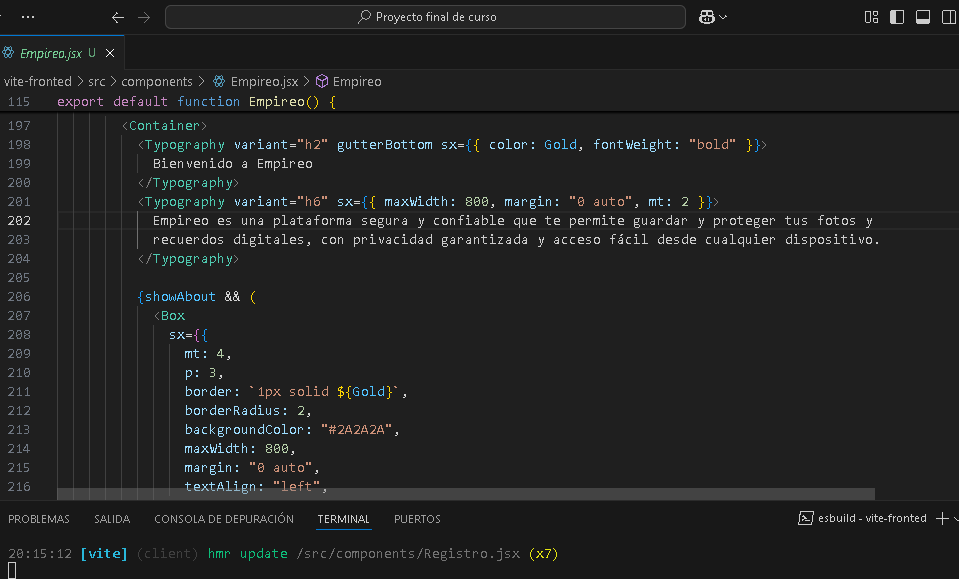 Proyecto final de curso
Empireo.jsx U
vite-fronted > src > components > Empireo.jsx > Empireo
115 export default function Empireo() {
197 <Container>
198 <Typography variant="h2" gutterBottom sx={{ color: Gold, fontWeight: "bold" }}>
199 Bienvenido a Empireo
200 </Typography>
201 <Typography variant="h6" sx={{ maxWidth: 800, margin: "0 auto", mt: 2 }}>
202 Empireo es una plataforma segura y confiable que te permite guardar y proteger tus fotos y
203 recuerdos digitales, con privacidad garantizada y acceso fácil desde cualquier dispositivo.
204 </Typography>
205
206 {showAbout && (
207 <Box
208 sx={{
209 mt: 4,
210 p: 3,
211 border: `1px solid ${Gold}`,
212 borderRadius: 2,
213 backgroundColor: "#2A2A2A",
214 maxWidth: 800,
215 margin: "0 auto",
216 textAlign: "left",
PROBLEMAS SALIDA CONSOLA DE DEPURACIÓN TERMINAL PUERTOS esbuild - vite-fronted
20:15:12 [vite] (client) hmr update /src/components/Registro.jsx (x7)